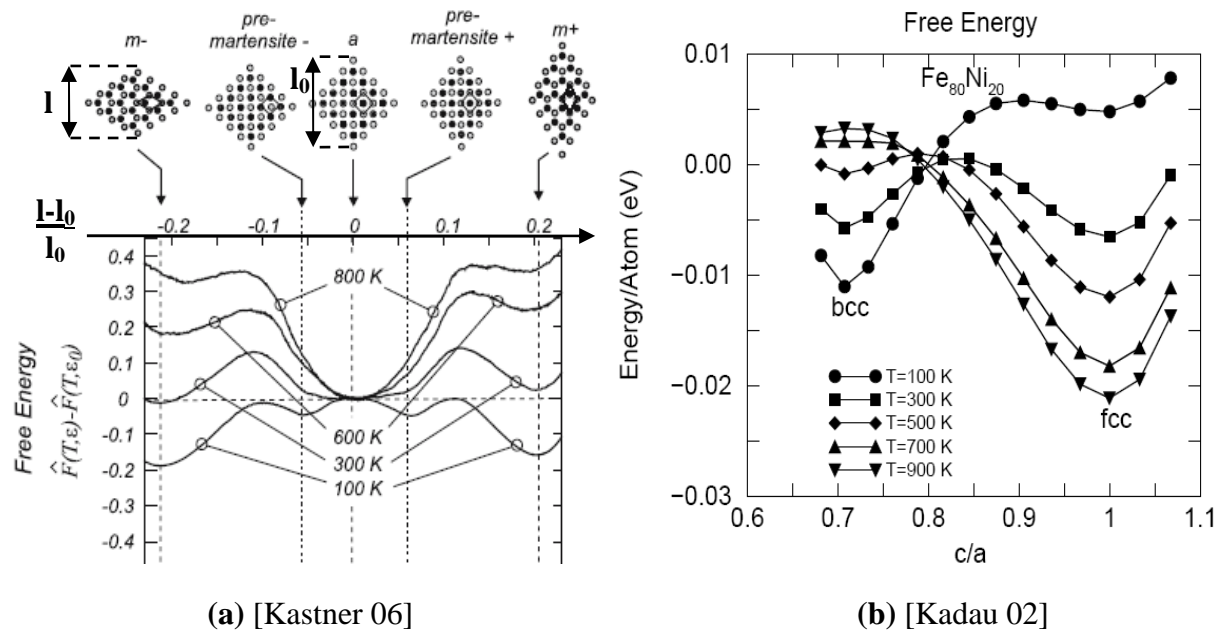 m-
pre-
martensite -
a
pre-
martensite +
m+
l
l₀
l-l₀
l₀
-0.2
-0.1
0
0.1
0.2
0.4
0.3
0.2
0.1
0
-0.1
-0.2
-0.3
-0.4
Free Energy
F̂(T,ε)-F̂(T,ε₀)
800 K
600 K
300 K
100 K
(a) [Kastner 06]
Free Energy
Fe₈₀Ni₂₀
0.01
0.00
−0.01
−0.02
−0.03
Energy/Atom (eV)
bcc
fcc
T=100 K
T=300 K
T=500 K
T=700 K
T=900 K
0.6
0.7
0.8
0.9
1
1.1
c/a
(b) [Kadau 02]